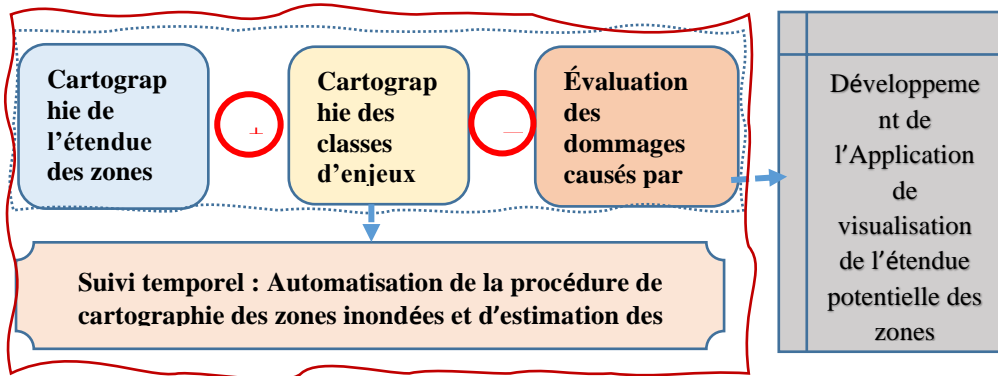 Cartograp
hie de
l’étendue
des zones
+
Cartograp
hie des
classes
d’enjeux
Évaluation
des
dommages
causés par
Suivi temporel : Automatisation de la procédure de
cartographie des zones inondées et d’estimation des
Développeme
nt de
l’Application
de
visualisation
de l’étendue
potentielle des
zones